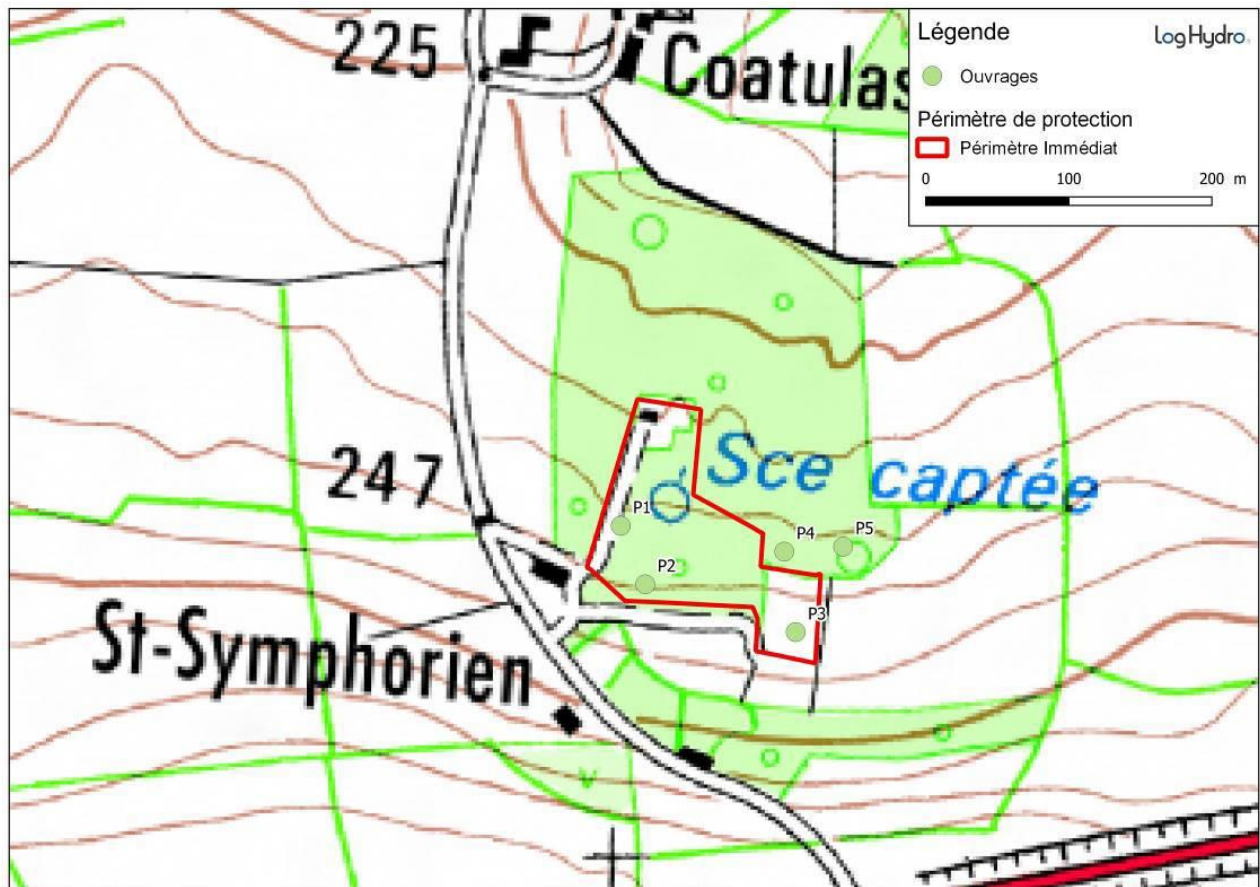 225
Coatulas
Légende
LogHydro
Ouvrages
Périmètre de protection
Périmètre Immédiat
0 100 200 m
Sce captée
247
P1
P4
P5
P2
P3
St-Symphorien